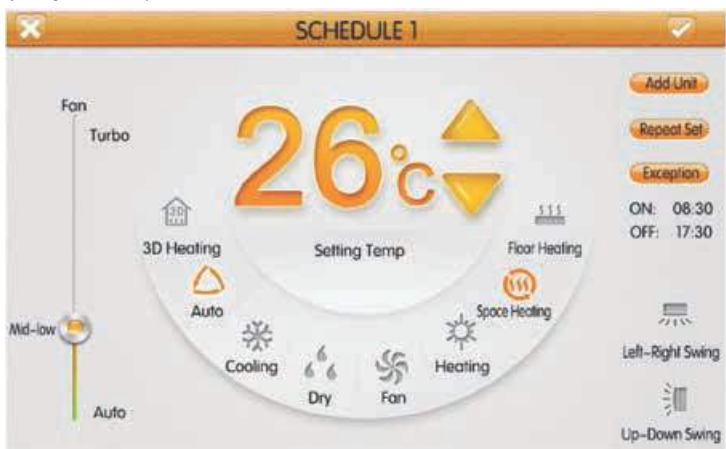 SCHEDULE 1
Fan
Turbo
Mid-low
Auto
26°C
Setting Temp
3D
3D Heating
Auto
Cooling
Dry
Fan
Heating
Space Heating
Floor Heating
Add Unit
Repeat Set
Exception
ON: 08:30
OFF: 17:30
Left-Right Swing
Up-Down Swing